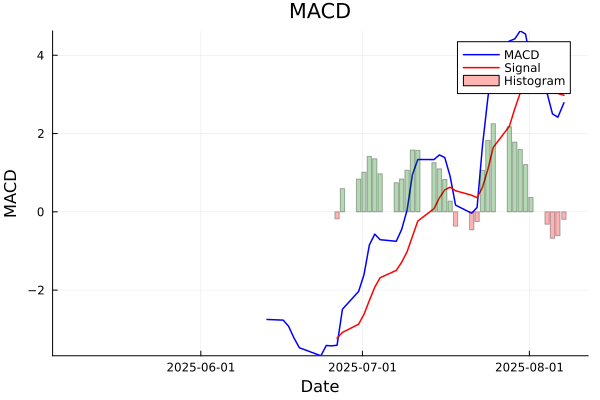 MACD
MACD
Signal
Histogram
4
2
0
−2
MACD
2025-06-01
2025-07-01
2025-08-01
Date